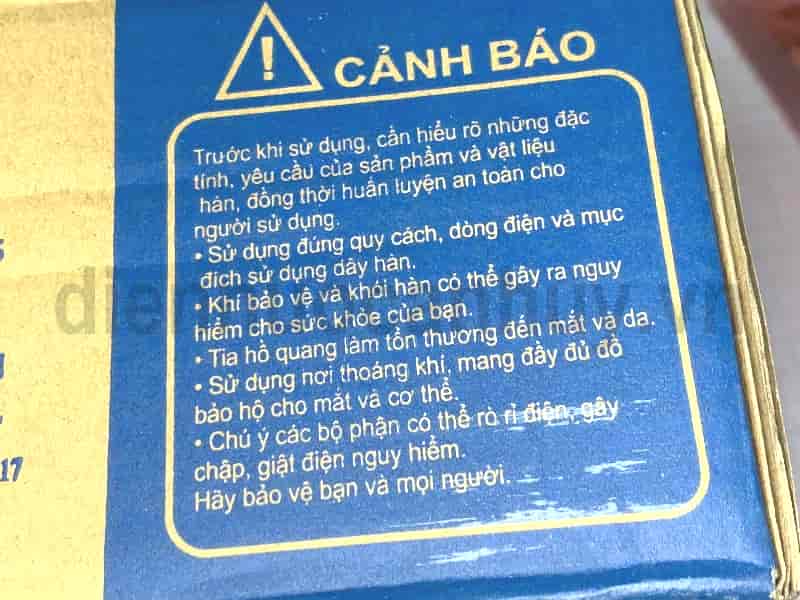 CẢNH BÁO
Trước khi sử dụng, cần hiểu rõ những đặc
tính, yêu cầu của sản phẩm và vật liệu
hàn, đồng thời huấn luyện an toàn cho
người sử dụng.
• Sử dụng đúng quy cách, dòng điện và mục
đích sử dụng dây hàn.
• Khí bảo vệ và khói hàn có thể gây ra nguy
hiểm cho sức khỏe của bạn.
• Tia hồ quang làm tổn thương đến mắt và da.
• Sử dụng nơi thoáng khí, mang đầy đủ đồ
bảo hộ cho mắt và cơ thể.
• Chú ý các bộ phận có thể rò rỉ điện, gây
chập, giật điện nguy hiểm.
Hãy bảo vệ bạn và mọi người.
17